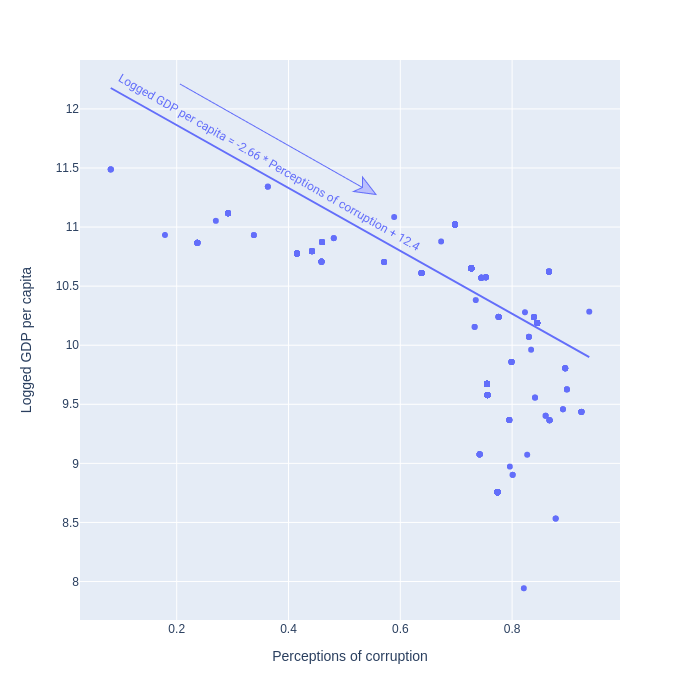 Logged GDP per capita = -2.66 * Perceptions of corruption + 12.4
12
11.5
11
10.5
10
9.5
9
8.5
8
Logged GDP per capita
0.2 0.4 0.6 0.8
Perceptions of corruption